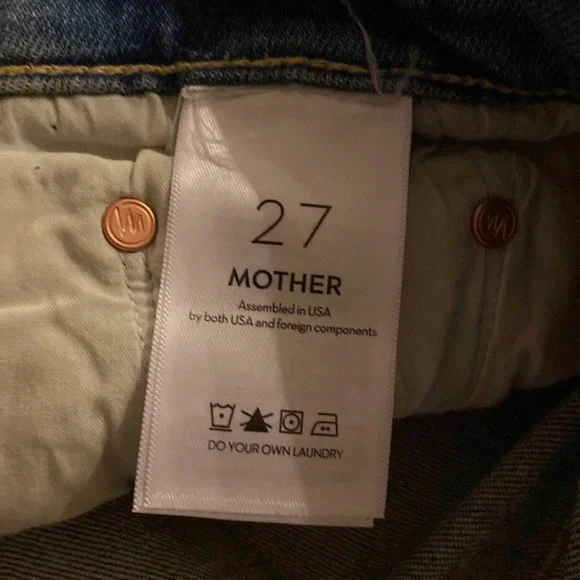 27
MOTHER
Assembled in USA
by both USA and foreign components
DO YOUR OWN LAUNDRY